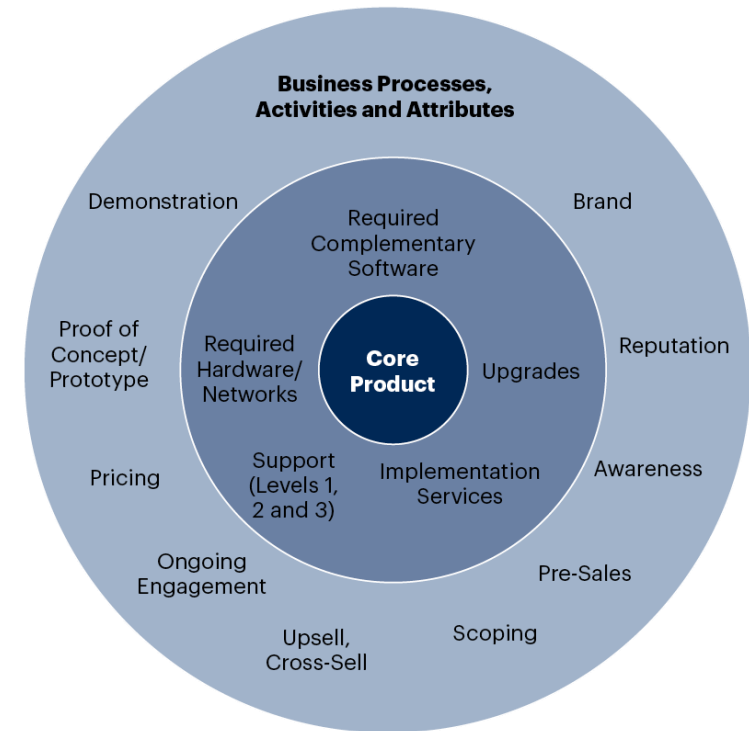 Business Processes,
Activities and Attributes
Demonstration
Brand
Required
Complementary
Software
Proof of
Concept/
Prototype
Required
Hardware/
Networks
Core
Product
Upgrades
Reputation
Pricing
Support
(Levels 1,
2 and 3)
Implementation
Services
Awareness
Ongoing
Engagement
Pre-Sales
Upsell,
Cross-Sell
Scoping